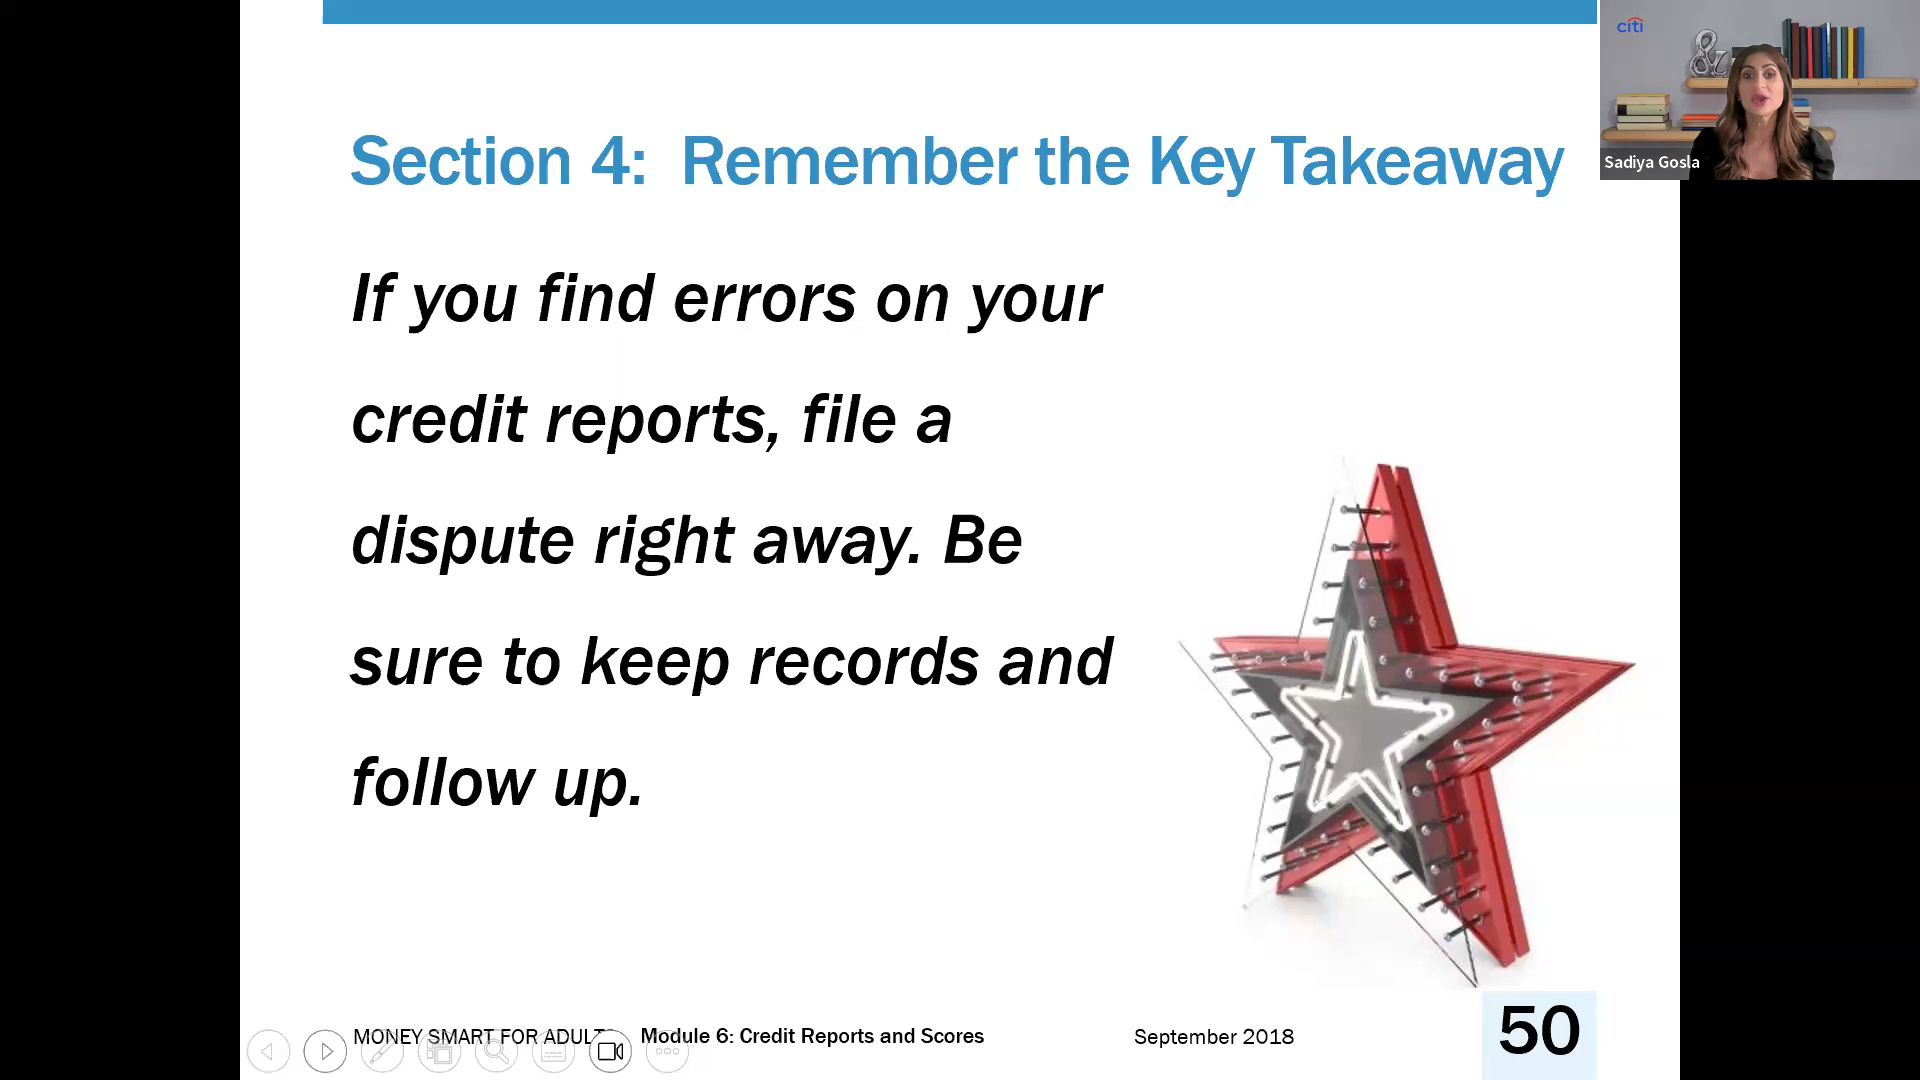 citi
Sadiya Gosla
Section 4: Remember the Key Takeaway
If you find errors on your
credit reports, file a
dispute right away. Be
sure to keep records and
follow up.
MONEY SMART FOR ADULTS
Module 6: Credit Reports and Scores
September 2018
50